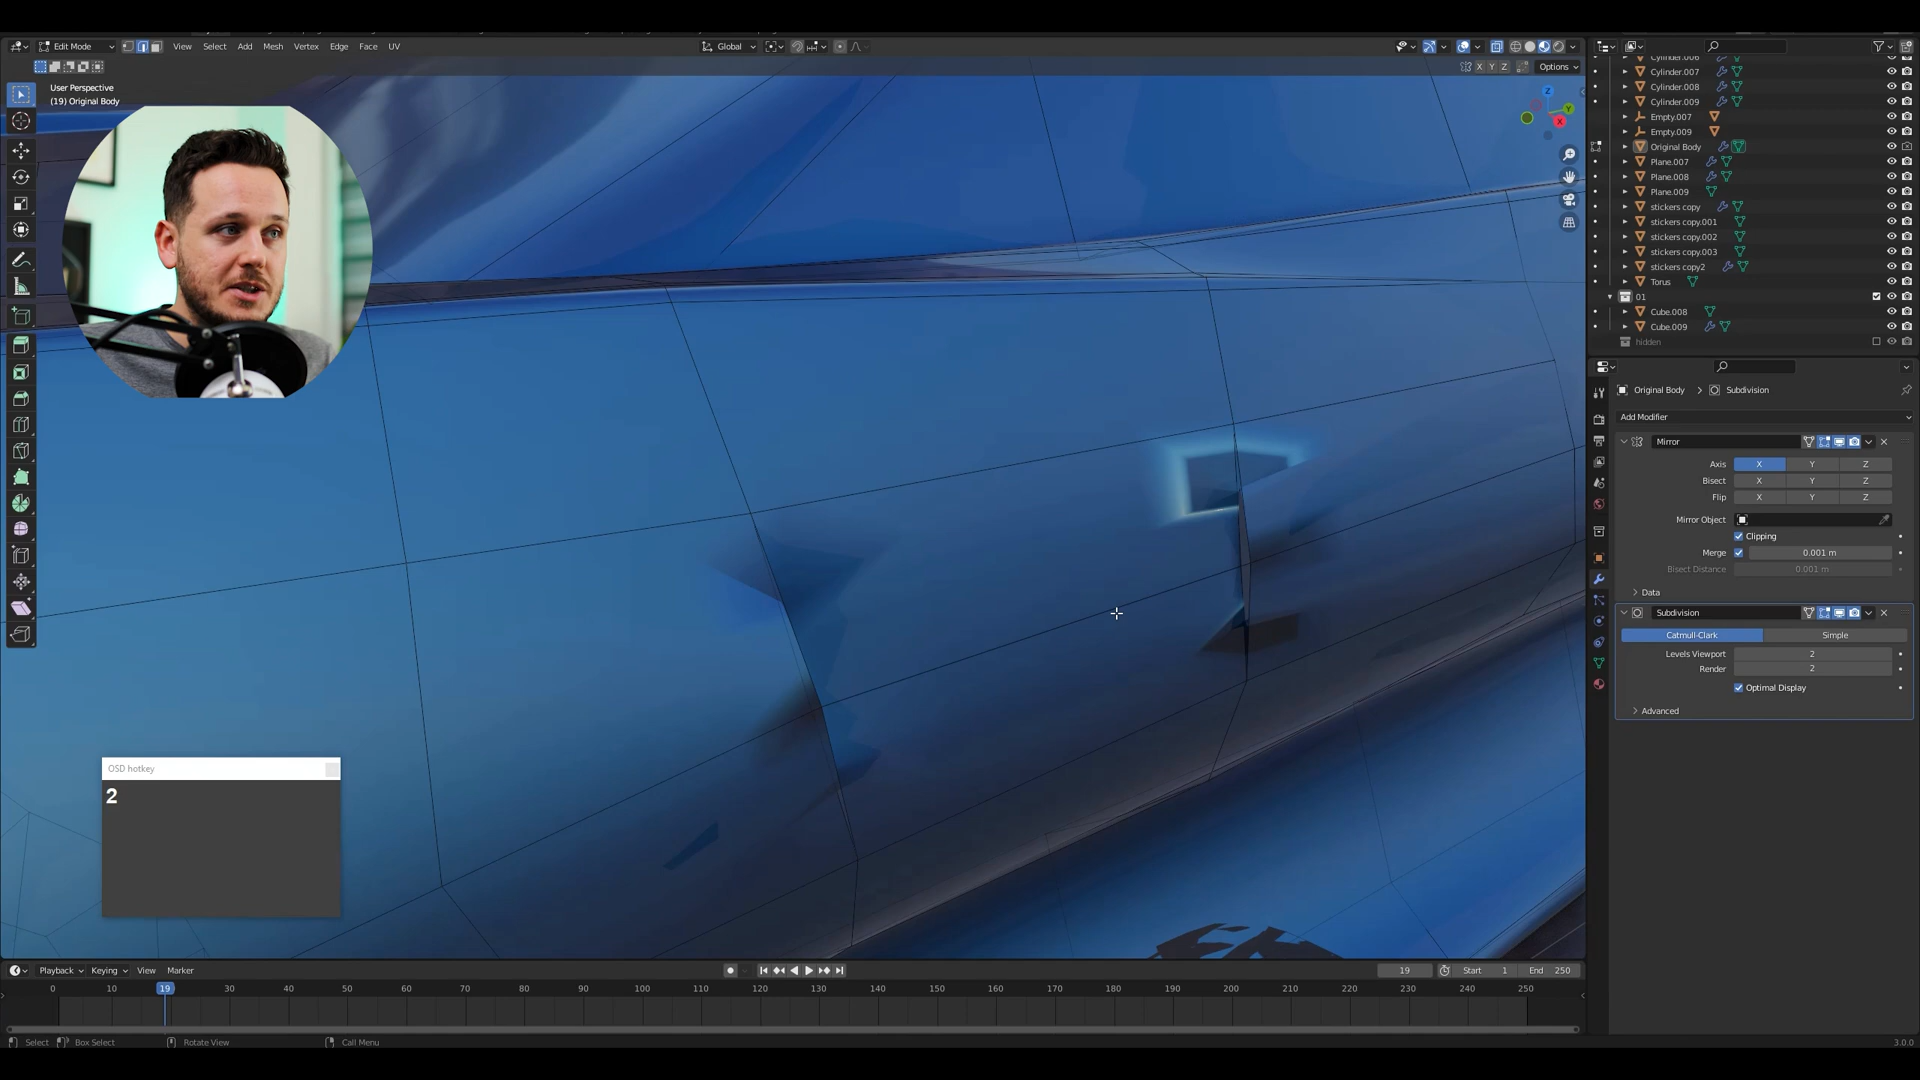 Edit Mode
View Select Add Mesh Vertex Edge Face UV
Global
X Y Z
Options
User Perspective
(19) Original Body
Z
Y
X
Cylinder.006
Cylinder.007
Cylinder.008
Cylinder.009
Empty.007
Empty.009
Original Body
Plane.007
Plane.008
Plane.009
stickers copy
stickers copy.001
stickers copy.002
stickers copy.003
stickers copy2
Torus
01
Cube.008
Cube.009
hidden
Original Body > Subdivision
Add Modifier
Mirror
Axis X Y Z
Bisect X Y Z
Flip X Y Z
Mirror Object
Clipping
Merge 0.001 m
Bisect Distance 0.001 m
Data
Subdivision
Catmull-Clark Simple
Levels Viewport 2
Render 2
Optimal Display
Advanced
OSD hotkey
2
Playback Keying View Marker
19 Start 1 End 250
0 10 19 30 40 50 60 70 80 90 100 110 120 130 140 150 160 170 180 190 200 210 220 230 240 250
Select Box Select Rotate View Call Menu
3.0.0